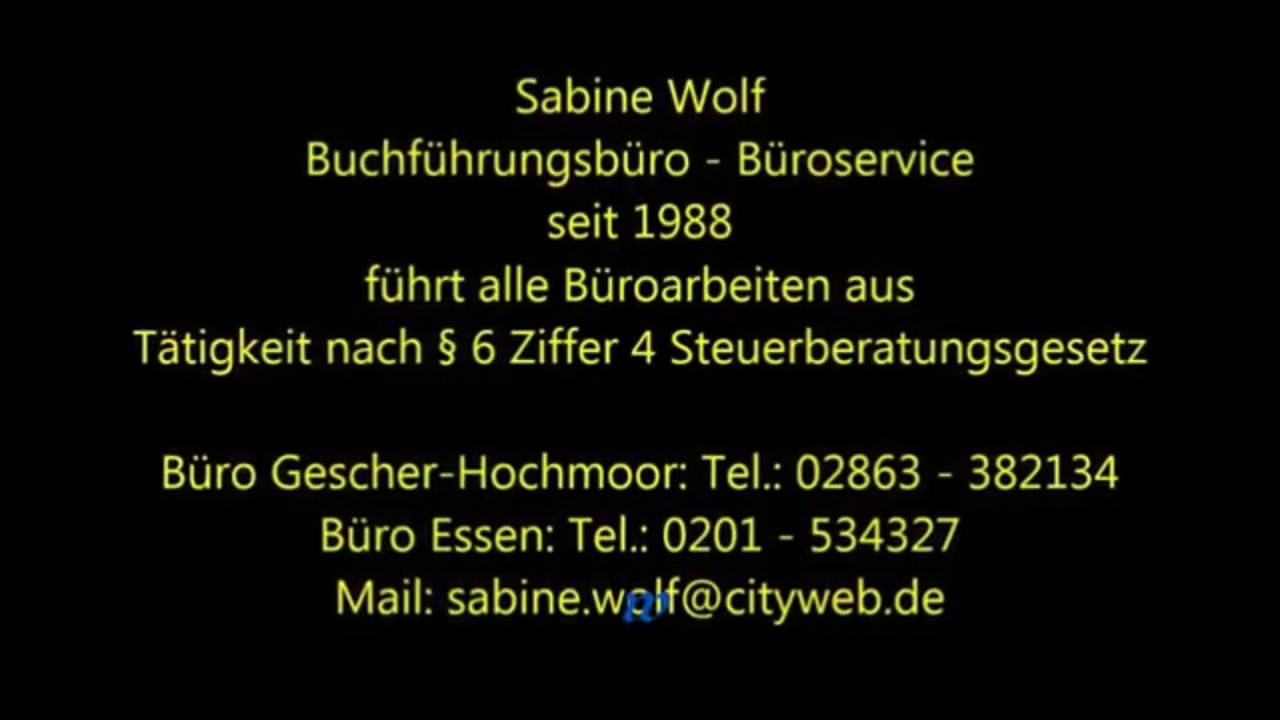 Sabine Wolf
Buchführungsbüro - Büroservice
seit 1988
führt alle Büroarbeiten aus
Tätigkeit nach § 6 Ziffer 4 Steuerberatungsgesetz
Büro Gescher-Hochmoor: Tel.: 02863 - 382134
Büro Essen: Tel.: 0201 - 534327
Mail: sabine.wolf@cityweb.de